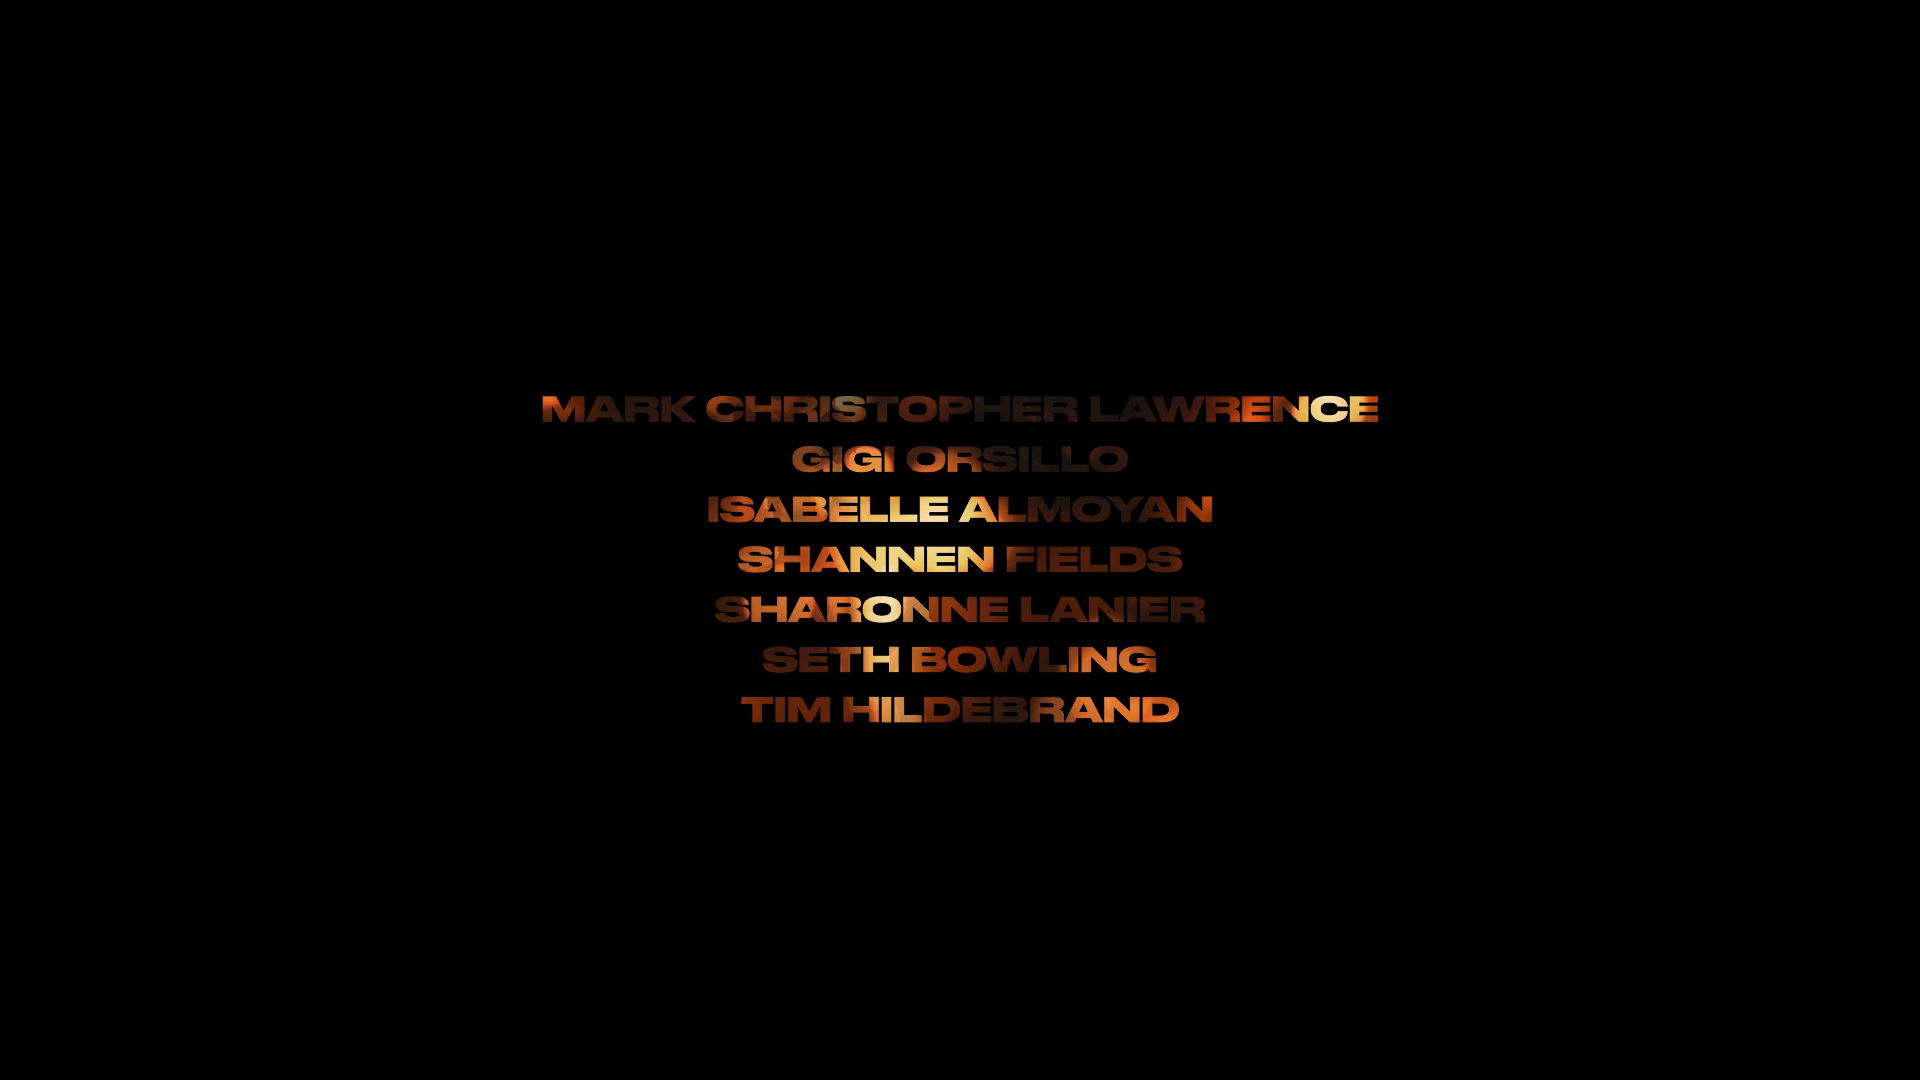 MARK CHRISTOPHER LAWRENCE
GIGI ORSILLO
ISABELLE ALMOYAN
SHANNEN FIELDS
SHARONNE LANIER
SETH BOWLING
TIM HILDEBRAND